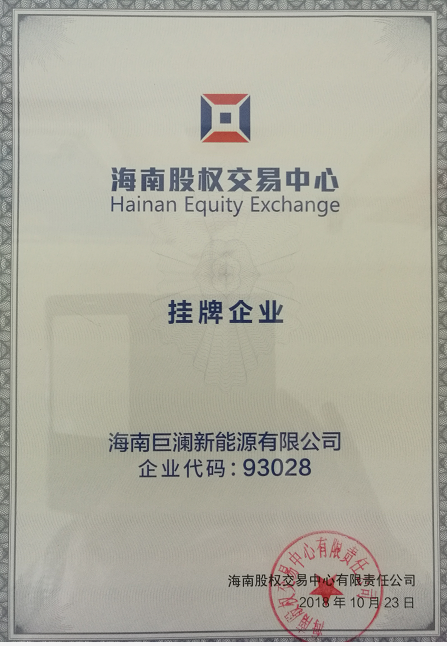 海南股权交易中心
Hainan Equity Exchange
挂牌企业
海南巨澜新能源有限公司
企业代码：93028
海南股权交易中心有限责任公司
2018年10月23日